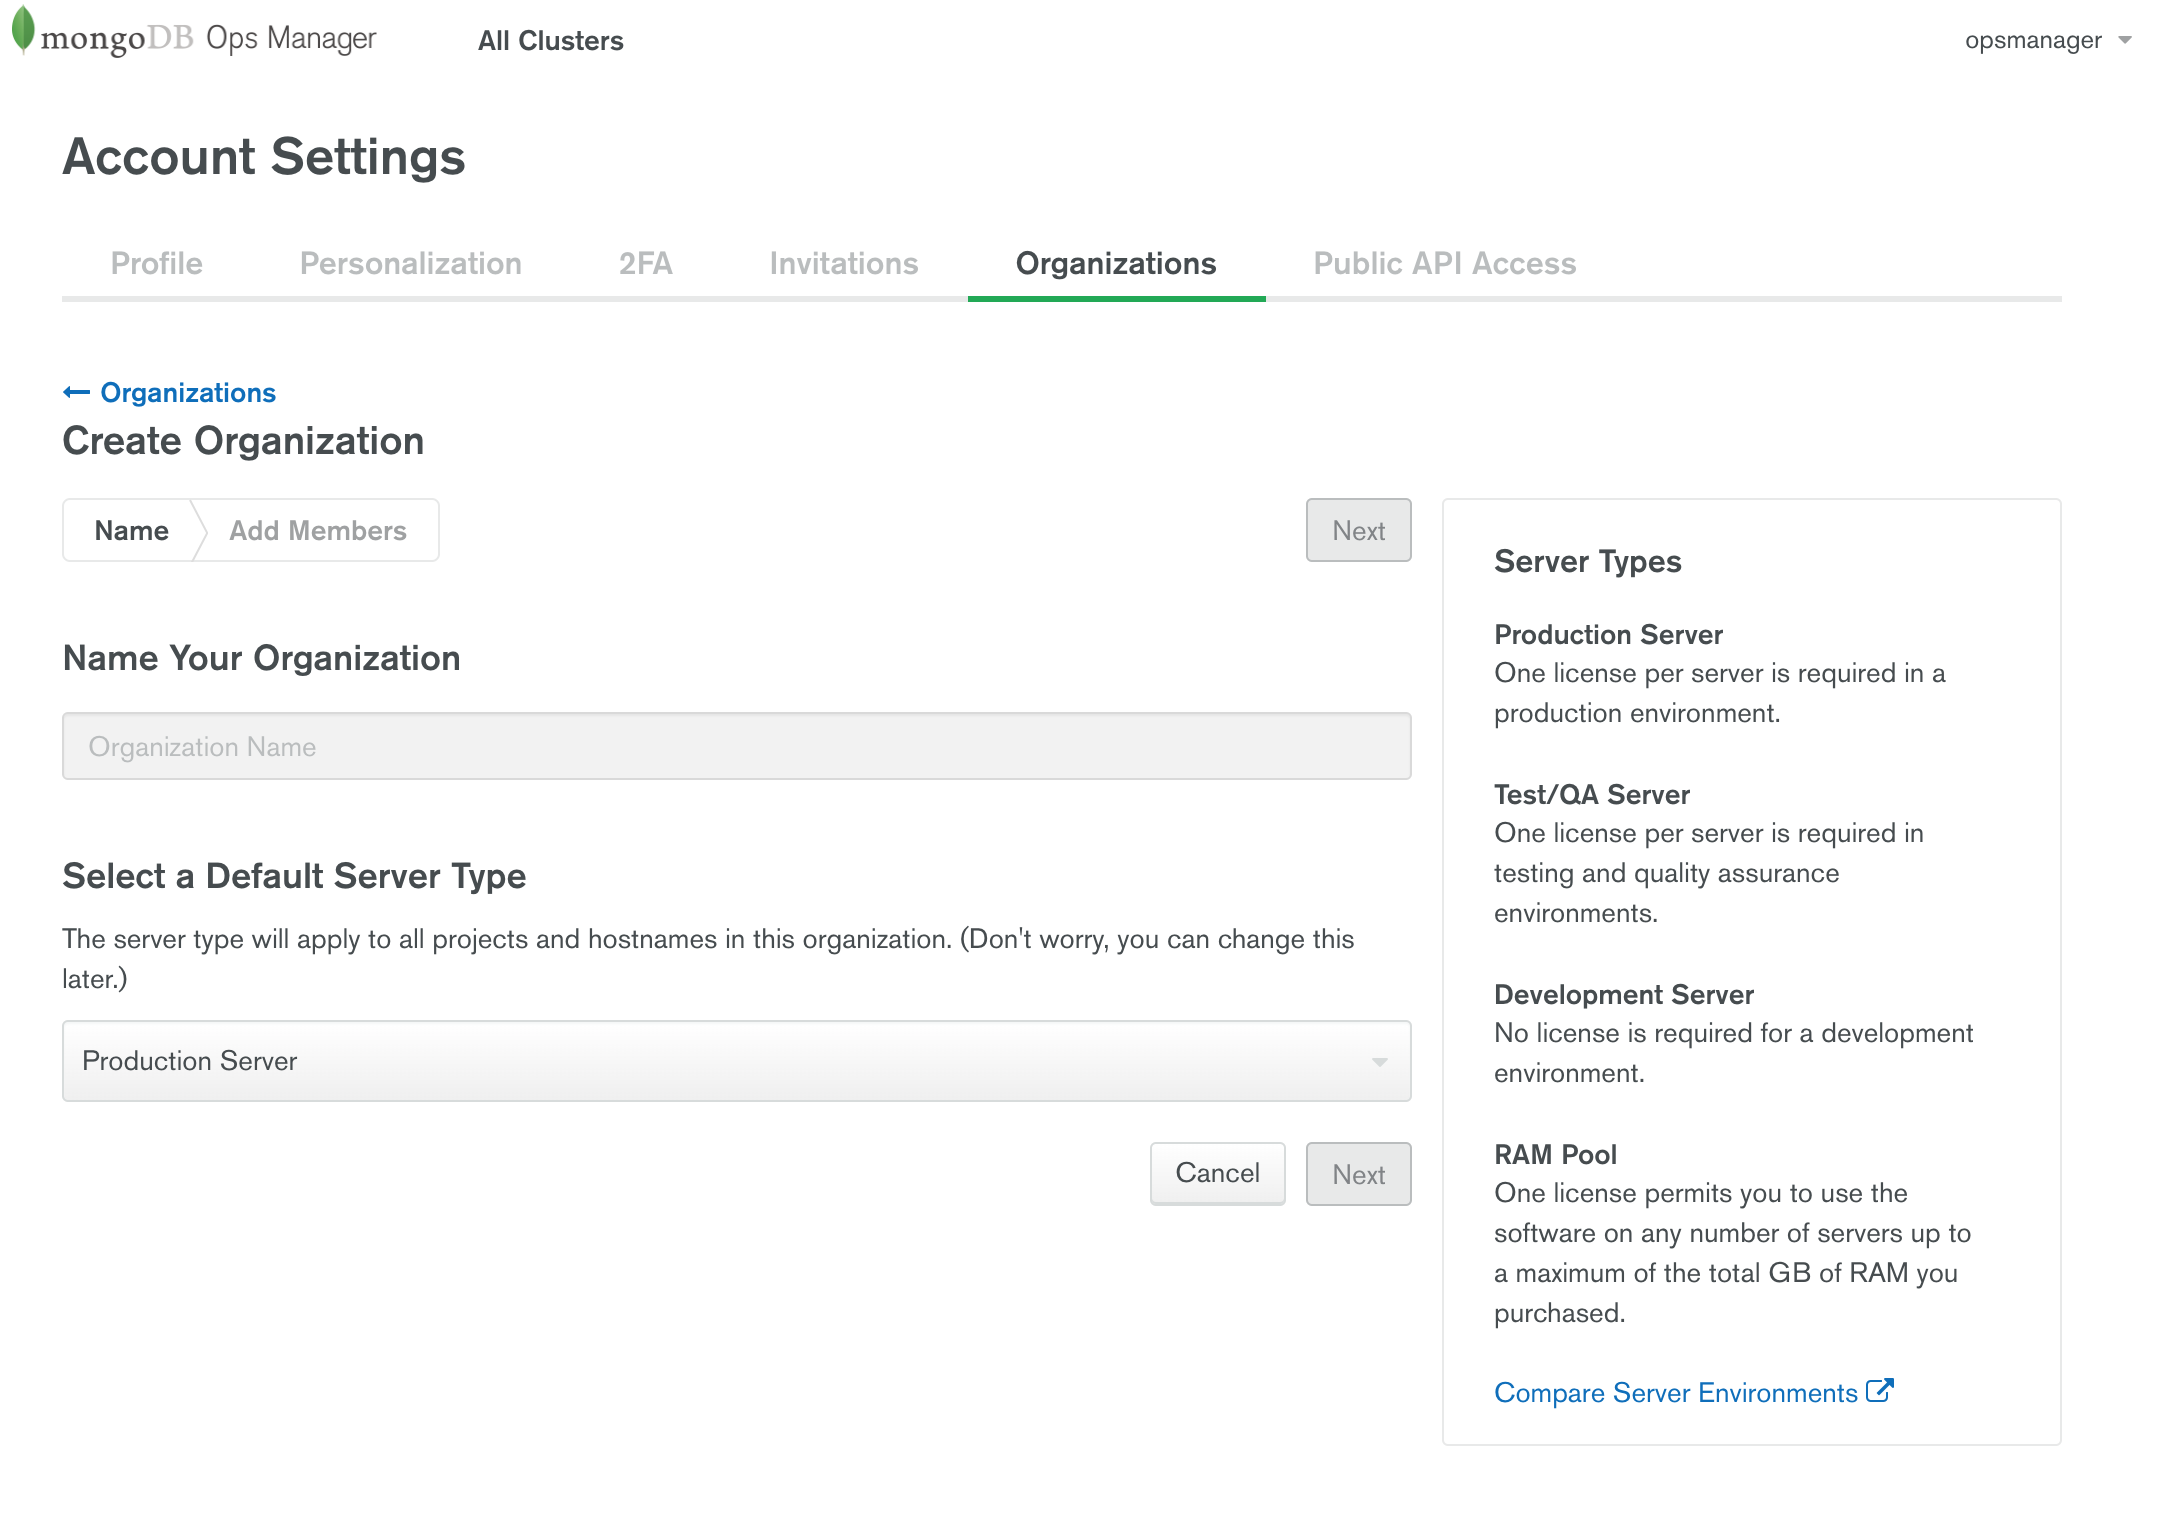 mongoDB Ops Manager
All Clusters
opsmanager
Account Settings
Profile
Personalization
2FA
Invitations
Organizations
Public API Access
Organizations
Create Organization
Name
Add Members
Next
Name Your Organization
Organization Name
Select a Default Server Type
The server type will apply to all projects and hostnames in this organization. (Don't worry, you can change this
later.)
Production Server
Cancel
Next
Server Types
Production Server
One license per server is required in a
production environment.
Test/QA Server
One license per server is required in
testing and quality assurance
environments.
Development Server
No license is required for a development
environment.
RAM Pool
One license permits you to use the
software on any number of servers up to
a maximum of the total GB of RAM you
purchased.
Compare Server Environments